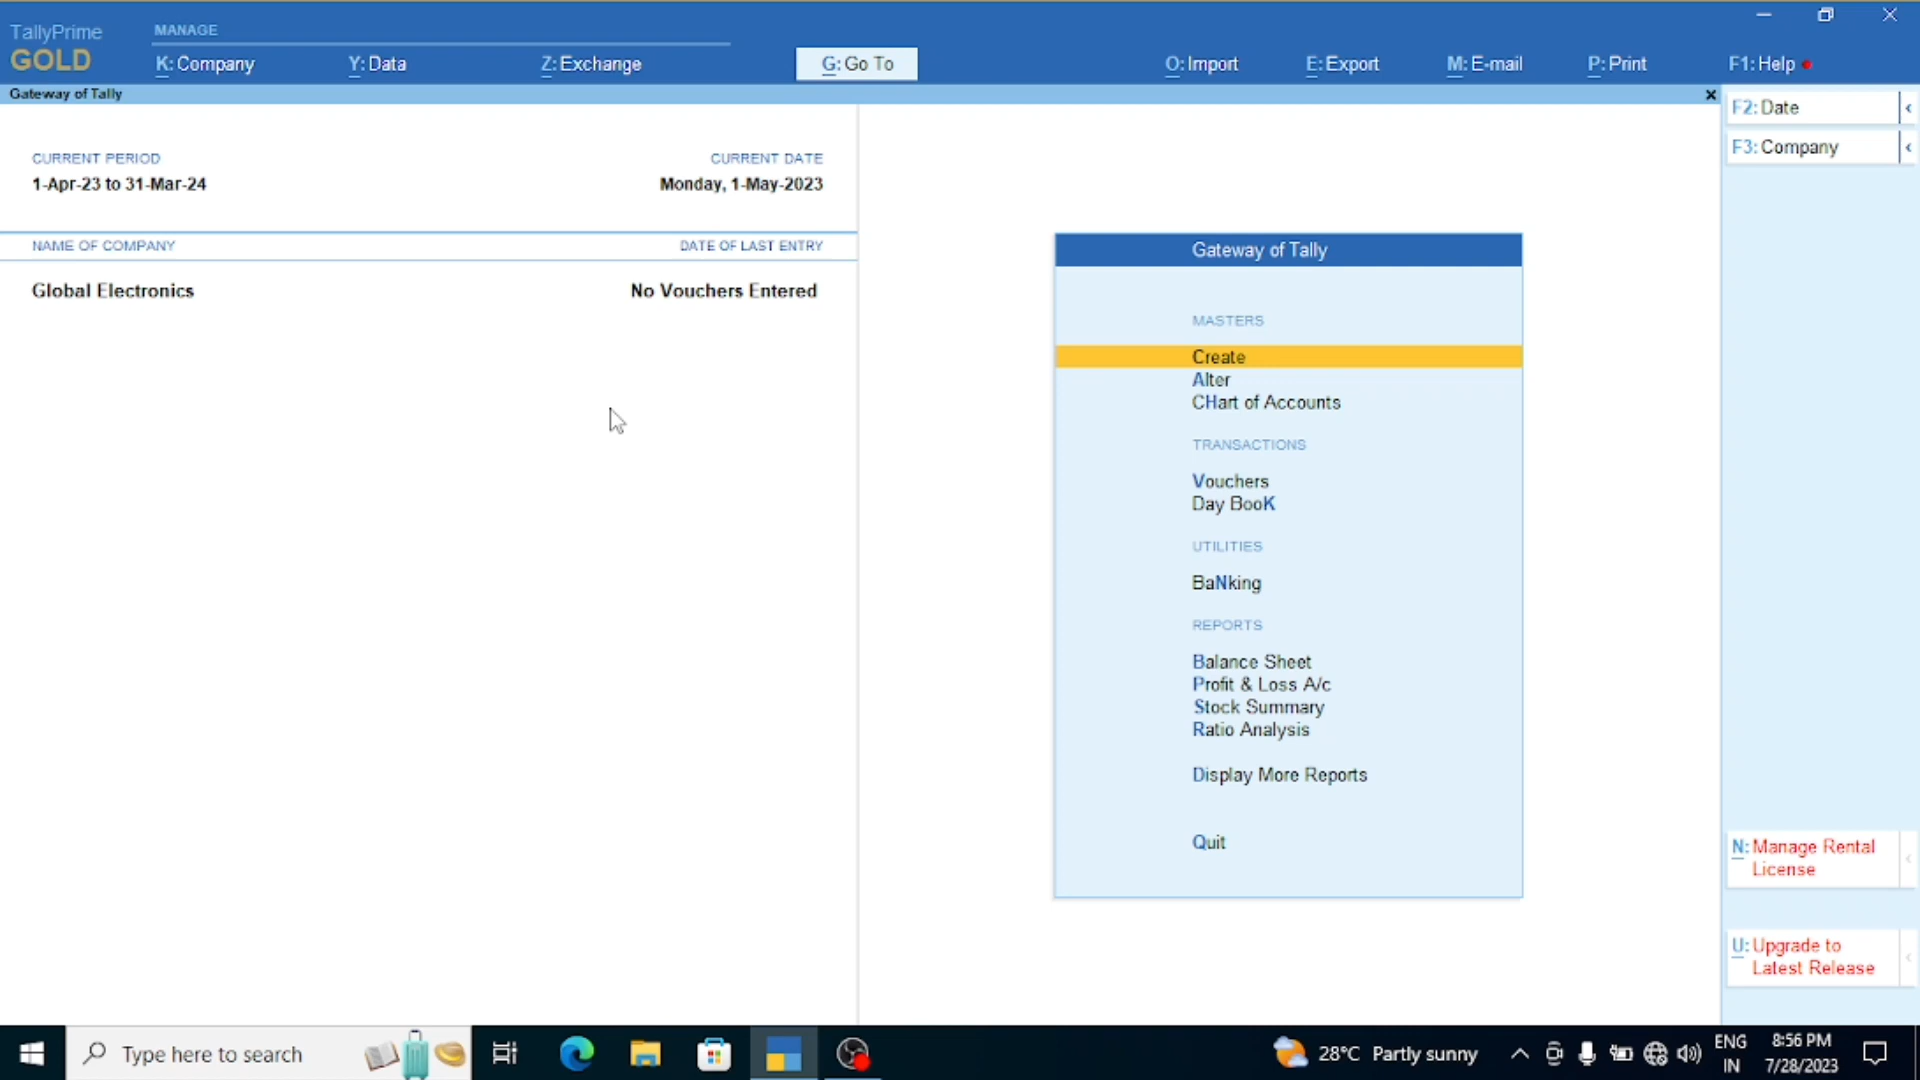 TallyPrime
GOLD
MANAGE
K: Company
Y: Data
Z: Exchange
G: Go To
O: Import
E: Export
M: E-mail
P: Print
F1: Help
Gateway of Tally
×
CURRENT PERIOD
1-Apr-23 to 31-Mar-24
CURRENT DATE
Monday, 1-May-2023
NAME OF COMPANY
DATE OF LAST ENTRY
Global Electronics
No Vouchers Entered
Gateway of Tally
MASTERS
Create
Alter
CHart of Accounts
TRANSACTIONS
Vouchers
Day BooK
UTILITIES
BaNking
REPORTS
Balance Sheet
Profit & Loss A/c
Stock Summary
Ratio Analysis
Display More Reports
Quit
F2: Date
F3: Company
N: Manage Rental
License
U: Upgrade to
Latest Release
Type here to search
28°C Partly sunny
ENG
IN
8:56 PM
7/28/2023